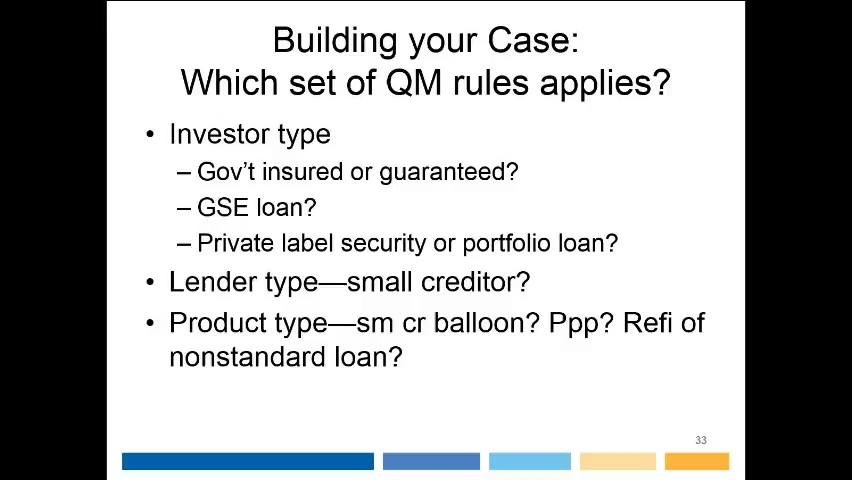 Building your Case:
Which set of QM rules applies?
• Investor type
– Gov’t insured or guaranteed?
– GSE loan?
– Private label security or portfolio loan?
• Lender type—small creditor?
• Product type—sm cr balloon? Ppp? Refi of
nonstandard loan?
33